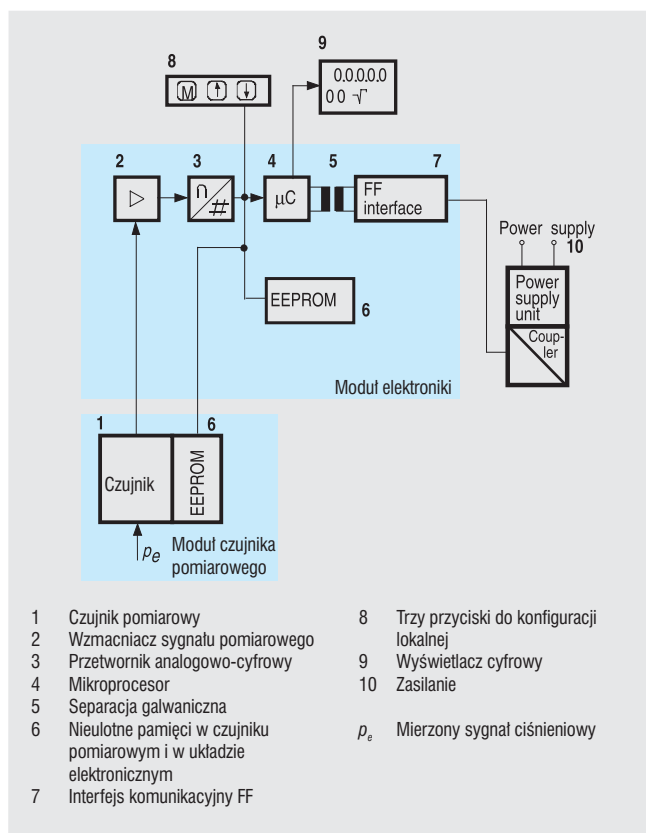 8
9
M
0.0.0.0.0
0 0 √
2
3
4
5
7
∩
#
μC
FF
interface
Power supply
10
EEPROM
6
Power
supply
unit
Coup-
ler
Moduł elektroniki
1
6
Czujnik
EEPROM
pe
Moduł czujnika
pomiarowego
1 Czujnik pomiarowy
2 Wzmacniacz sygnału pomiarowego
3 Przetwornik analogowo-cyfrowy
4 Mikroprocesor
5 Separacja galwaniczna
6 Nieulotne pamięci w czujniku
pomiarowym i w układzie
elektronicznym
7 Interfejs komunikacyjny FF
8 Trzy przyciski do konfiguracji
lokalnej
9 Wyświetlacz cyfrowy
10 Zasilanie
pe Mierzony sygnał ciśnieniowy